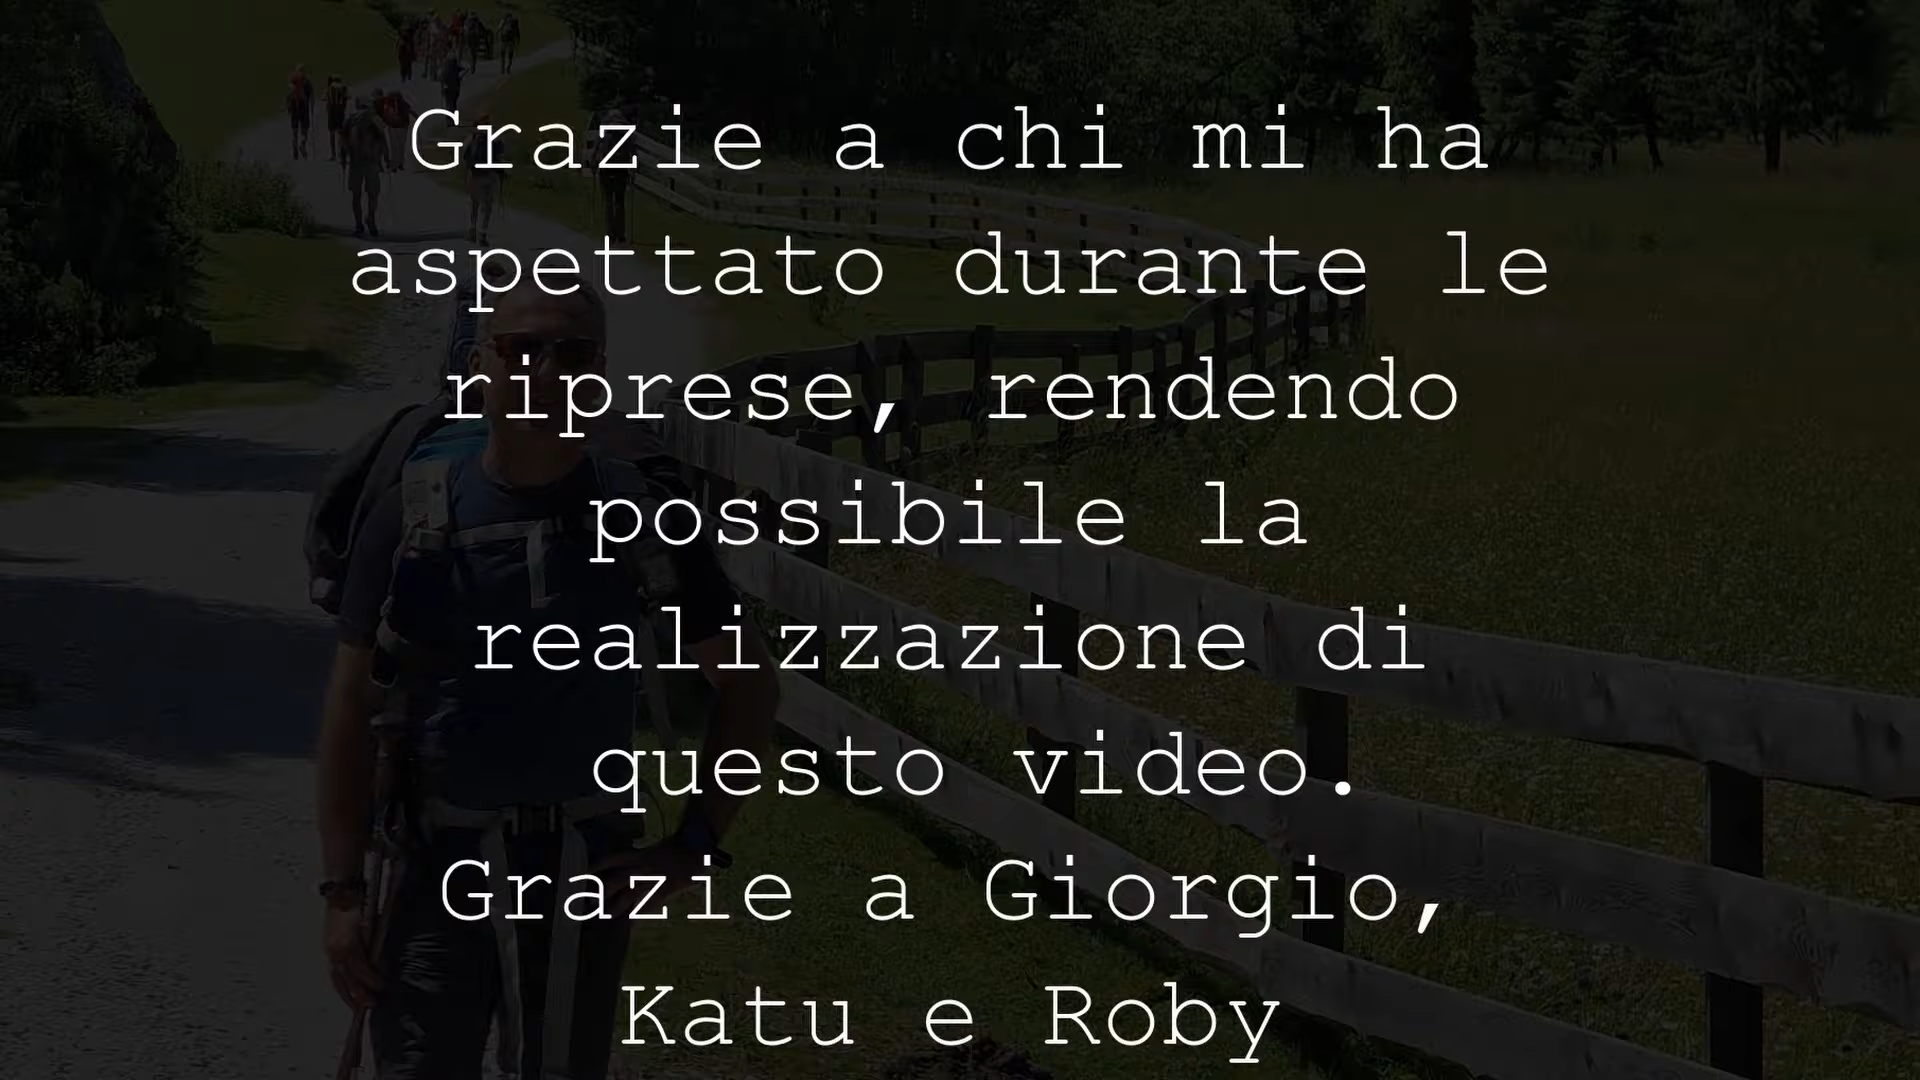 Grazie a chi mi ha
aspettato durante le
riprese, rendendo
possibile la
realizzazione di
questo video.
Grazie a Giorgio,
Katu e Roby